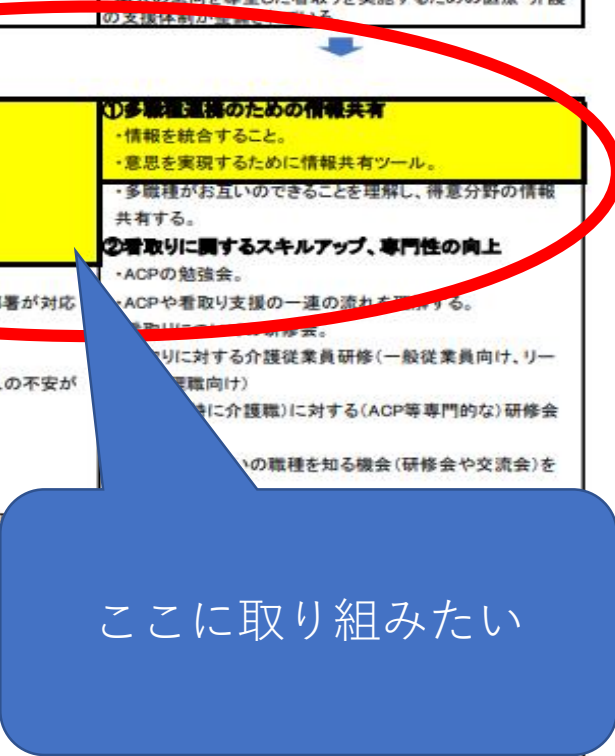 の支援体制が
①多職種連携のための情報共有
・情報を統合すること。
・意思を実現するために情報共有ツール。
・多職種がお互いのできることを理解し、得意分野の情報
共有する。
②看取りに関するスキルアップ、専門性の向上
・ACPの勉強会。
署が対応
・ACPや看取り支援の一連の流れを理解する。
研修会。
りに対する介護従業員研修(一般従業員向け、リー
の不安が
職向け)
に介護職)に対する(ACP等専門的な)研修会
の職種を知る機会(研修会や交流会)を
ここに取り組みたい